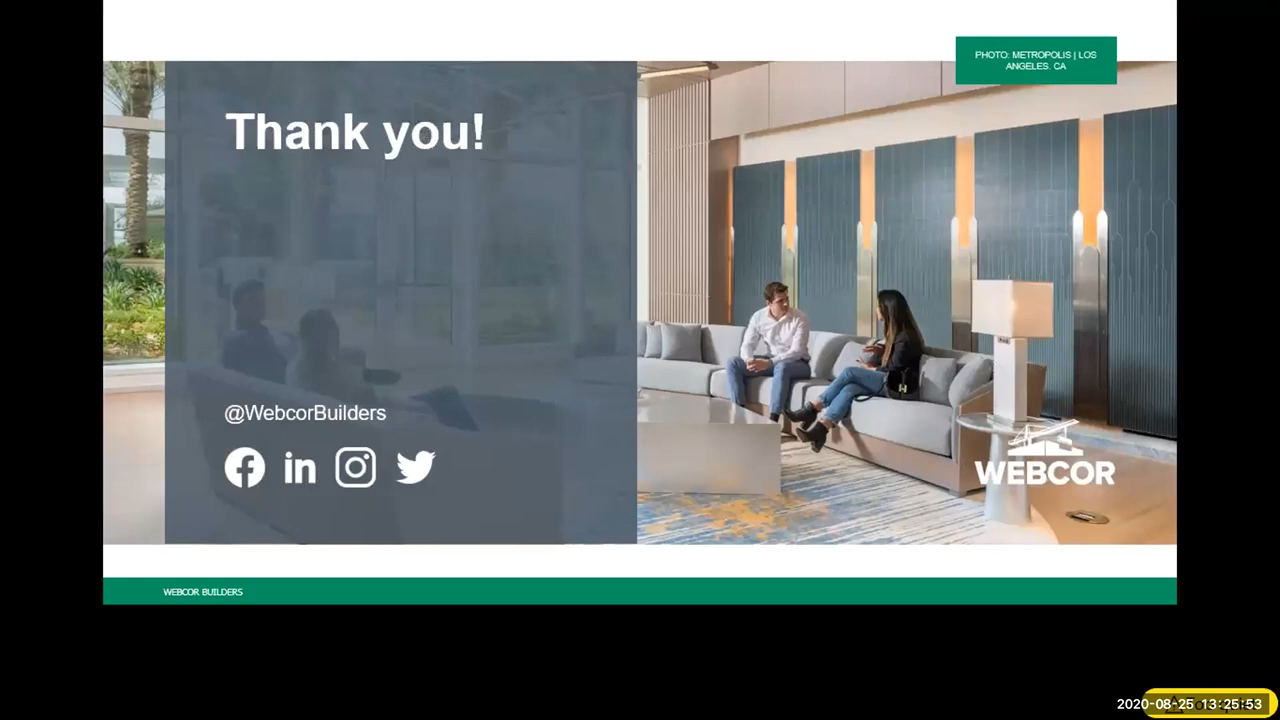 PHOTO: METROPOLIS | LOS
ANGELES. CA
Thank you!
@WebcorBuilders
in
WEBCOR
WEBCOR BUILDERS
2020-08-25 13:25:53